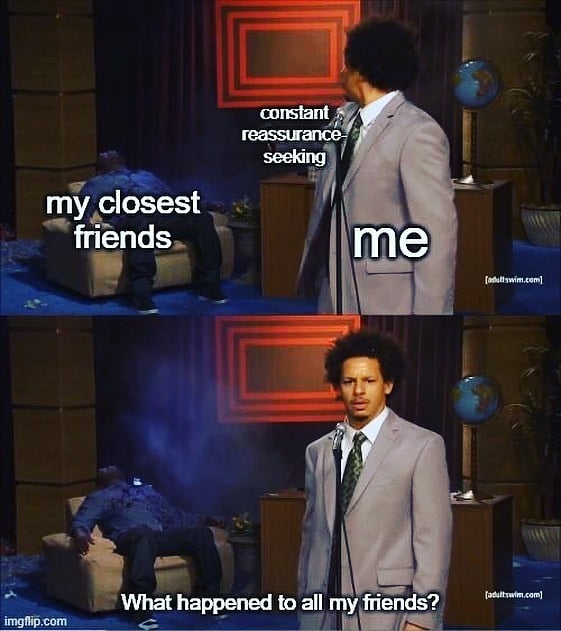 constant
reassurance-
seeking
my closest
friends
me
[adultswim.com]
What happened to all my friends?
[adultswim.com]
imgflip.com